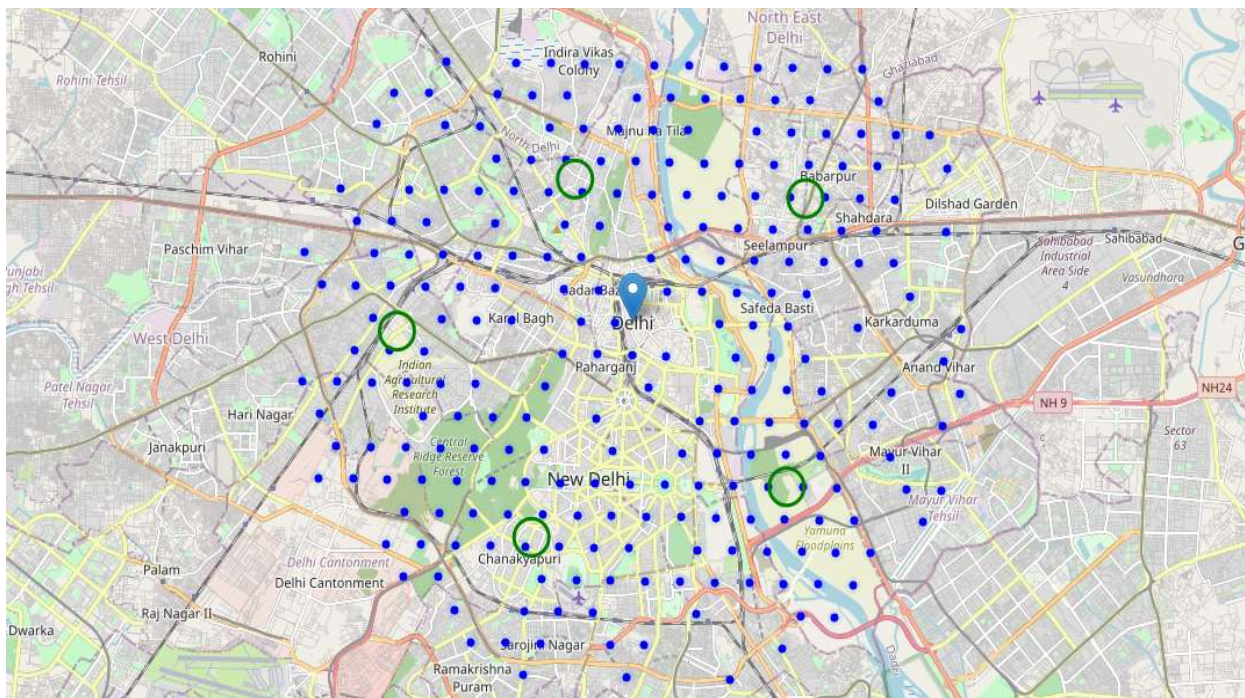 North East
Delhi
Indira Vikas
Colony
Rohini
Rohini Tehsil
Ghaziabad
Majnu ka Tila
North Delhi
Babarpur
Dilshad Garden
Shahdara
Paschim Vihar
Seelampur
Sahibabad
Sahibabad
Industrial
Area Side
4
Vasundhara
G
Punjabi
gh Tehsil
Sadar Baz
Safeda Basti
Karol Bagh
Delhi
Karkarduma
West Delhi
Paharganj
Anand Vihar
Indian
Agricultural
Research
Institute
Patel Nagar
Tehsil
NH24
NH 9
Hari Nagar
Janakpuri
Central
Ridge Reserve
Forest
Sector
63
Mayur Vihar
II
New Delhi
Mayur Vihar
Tehsil
Yamuna
Floodplains
Chanakyapuri
Delhi Cantonment
Palam
Delhi Cantonment
Raj Nagar II
Dwarka
Sarojini Nagar
Ramakrishna
Puram